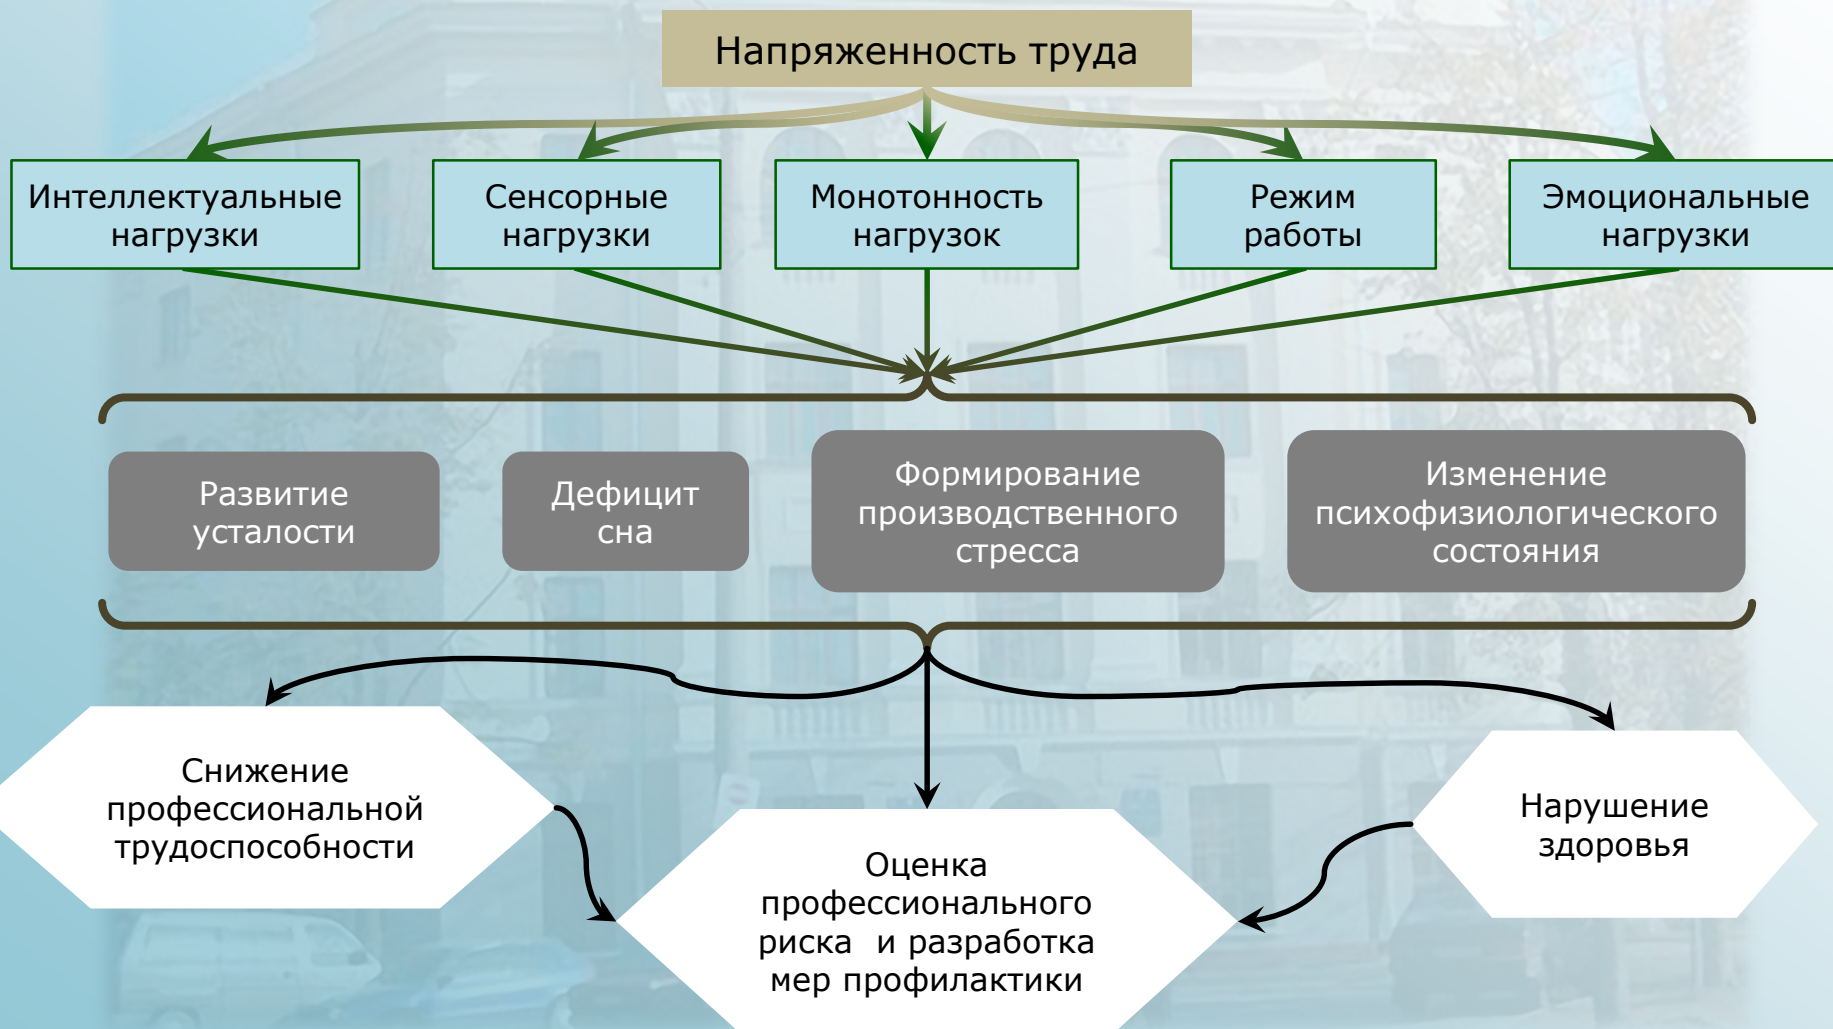 Напряженность труда
Интеллектуальные
нагрузки
Сенсорные
нагрузки
Монотонность
нагрузок
Режим
работы
Эмоциональные
нагрузки
Развитие
усталости
Дефицит
сна
Формирование
производственного
стресса
Изменение
психофизиологического
состояния
Снижение
профессиональной
трудоспособности
Нарушение
здоровья
Оценка
профессионального
риска  и разработка
мер профилактики